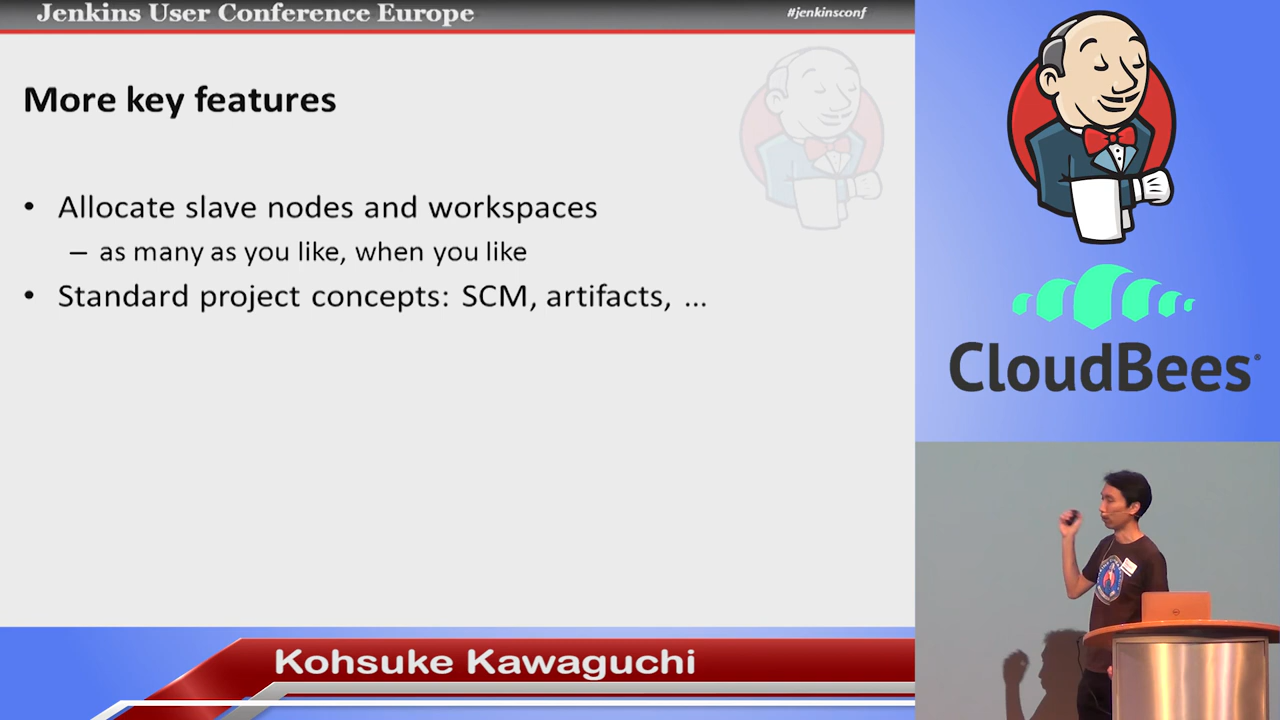 Jenkins User Conference Europe
#jenkinsconf
More key features
• Allocate slave nodes and workspaces
– as many as you like, when you like
• Standard project concepts: SCM, artifacts, ...
CloudBees®
Kohsuke Kawaguchi